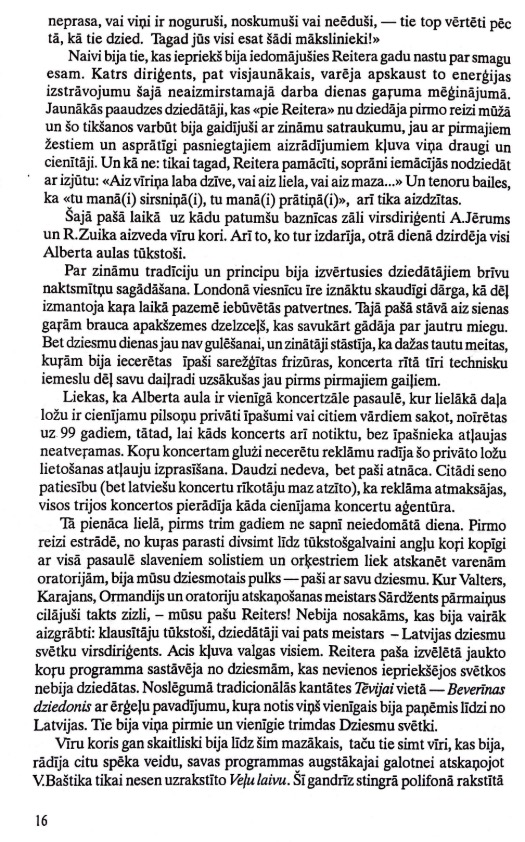 neprasa, vai viņi ir noguruši, noskumuši vai neēduši, — tie top vērtēti pēc
tā, kā tie dzied. Tagad jūs visi esat šādi mākslinieki!»
Naivi bija tie, kas iepriekš bija iedomājušies Reitera gadu nastu par smagu
esam. Katrs diriģents, pat visjaunākais, varēja apskaust to enerģijas
izstrāvojumu šajā neaizmirstamajā darba dienas gaŗuma mēģinājumā.
Jaunākās paaudzes dziedātāji, kas «pie Reitera» nu dziedāja pirmo reizi mūžā
un šo tikšanos varbūt bija gaidījuši ar zināmu satraukumu, jau ar pirmajiem
žestiem un asprātīgi pasniegtajiem aizrādījumiem kļuva viņa draugi un
cienītāji. Un kā ne: tikai tagad, Reitera pamācīti, soprāni iemācījās nodziedāt
ar izjūtu: «Aiz vīriņa laba dzīve, vai aiz liela, vai aiz maza...» Un tenoru bailes,
ka «tu manā(i) sirsniņā(i), tu manā(i) prātiņā(i)», arī tika aizdzītas.
Šajā pašā laikā uz kādu patumšu baznīcas zāli virsdiriģenti A.Jērums
un R.Zuika aizveda vīru kori. Arī to, ko tur izdarīja, otrā dienā dzirdēja visi
Alberta aulas tūkstoši.
Par zināmu tradīciju un principu bija izvērtusies dziedātājiem brīvu
naktsmītņu sagādāšana. Londonā viesnīcu īre iznāktu skaudīgi dārga, kā dēļ
izmantoja kaŗa laikā pazemē iebūvētās patvertnes. Tajā pašā stāvā aiz sienas
gaŗām brauca apakšzemes dzelzceļš, kas savukārt gādāja par jautru miegu.
Bet dziesmu dienas jau nav gulēšanai, un zinātāji stāstīja, ka dažas tautu meitas,
kuŗām bija iecerētas īpaši sarežģītas frizūras, koncerta rītā tīri technisku
iemeslu dēļ savu daiļradi uzsākušas jau pirms pirmajiem gaiļiem.
Liekas, ka Alberta aula ir vienīgā koncertzāle pasaulē, kur lielākā daļa
ložu ir cienījamu pilsoņu privāti īpašumi vai citiem vārdiem sakot, noīrētas
uz 99 gadiem, tātad, lai kāds koncerts arī notiktu, bez īpašnieka atļaujas
neatveŗamas. Koŗu koncertam gluži necerētu reklāmu radīja šo privāto ložu
lietošanas atļauju izprasīšana. Daudzi nedeva, bet paši atnāca. Citādi seno
patiesību (bet latviešu koncertu rīkotāju maz atzīto), ka reklāma atmaksājas,
visos trijos koncertos pierādīja kāda cienījama koncertu aģentūra.
Tā pienāca lielā, pirms trim gadiem ne sapnī neiedomātā diena. Pirmo
reizi estrādē, no kuŗas parasti divsimt līdz tūkstošgalvaini angļu koŗi kopīgi
ar visā pasaulē slaveniem solistiem un orķestriem liek atskanēt varenām
oratorijām, bija mūsu dziesmotais pulks — paši ar savu dziesmu. Kur Valters,
Karajans, Ormandijs un oratoriju atskaņošanas meistars Sārdžents pārmaiņus
cilājuši takts zizli, – mūsu pašu Reiters! Nebija nosakāms, kas bija vairāk
aizgrābti: klausītāju tūkstoši, dziedātāji vai pats meistars – Latvijas dziesmu
svētku virsdiriģents. Acis kļuva valgas visiem. Reitera paša izvēlētā jaukto
koŗu programma sastāvēja no dziesmām, kas nevienos iepriekšējos svētkos
nebija dziedātas. Noslēgumā tradicionālās kantātes Tēvijai vietā — Beverīnas
dziedonis ar ērģeļu pavadījumu, kuŗa notis viņš vienīgais bija paņēmis līdzi no
Latvijas. Tie bija viņa pirmie un vienīgie trimdas Dziesmu svētki.
Vīru koris gan skaitliski bija līdz šim mazākais, taču tie simt vīri, kas bija,
rādīja citu spēka veidu, savas programmas augstākajai galotnei atskaņojot
V.Baštika tikai nesen uzrakstīto Veļu laivu. Šī gandrīz stingrā polifonā rakstītā
16